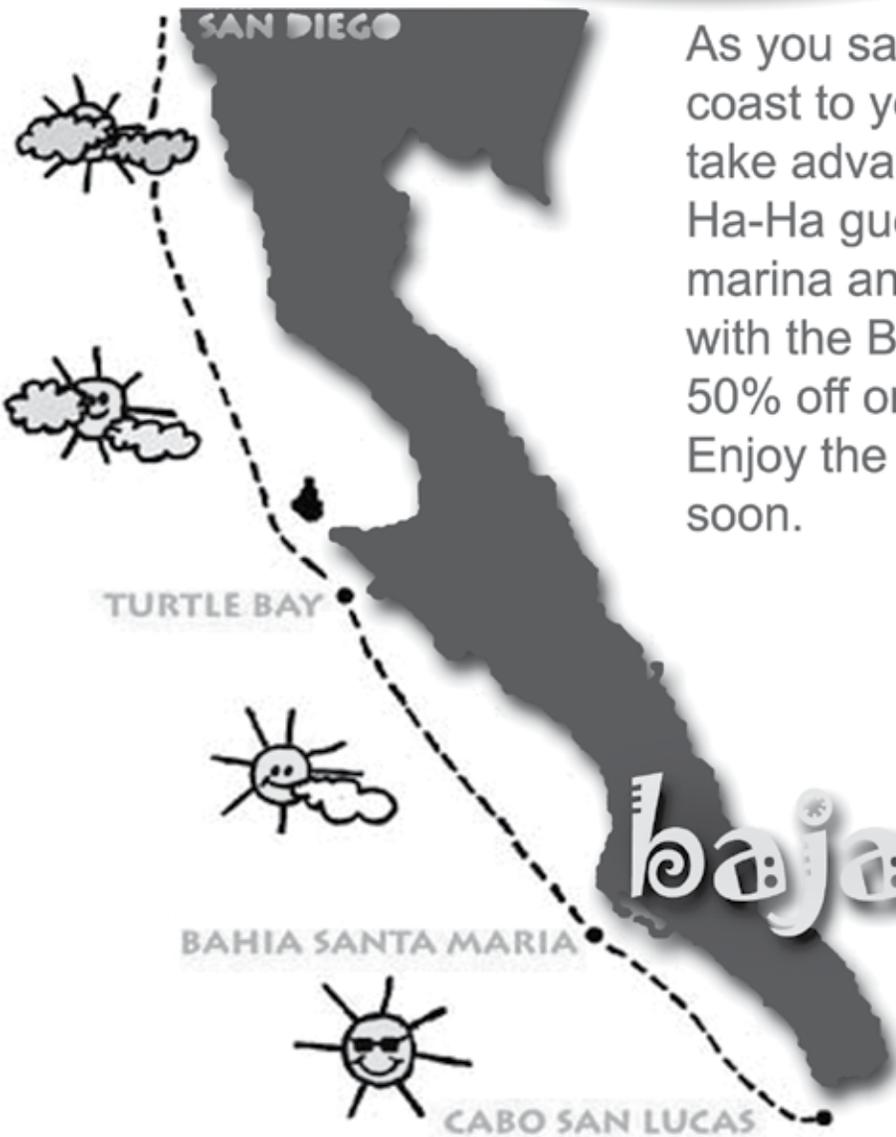 SAN DIEGO
As you sa
coast to yo
take adva
Ha-Ha gue
marina an
with the B
50% off or
Enjoy the
soon.
TURTLE BAY
baja
BAHIA SANTA MARIA
CABO SAN LUCAS